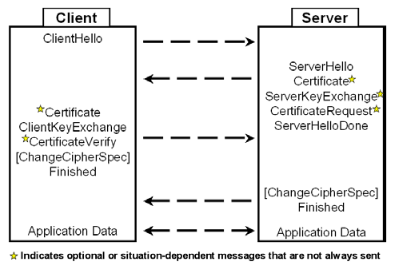 Client
Server
ClientHello
ServerHello
Certificate☆
ServerKeyExchange☆
CertificateRequest☆
ServerHelloDone
☆Certificate
ClientKeyExchange
☆CertificateVerify
[ChangeCipherSpec]
Finished
[ChangeCipherSpec]
Finished
Application Data
Application Data
☆ Indicates optional or situation-dependent messages that are not always sent